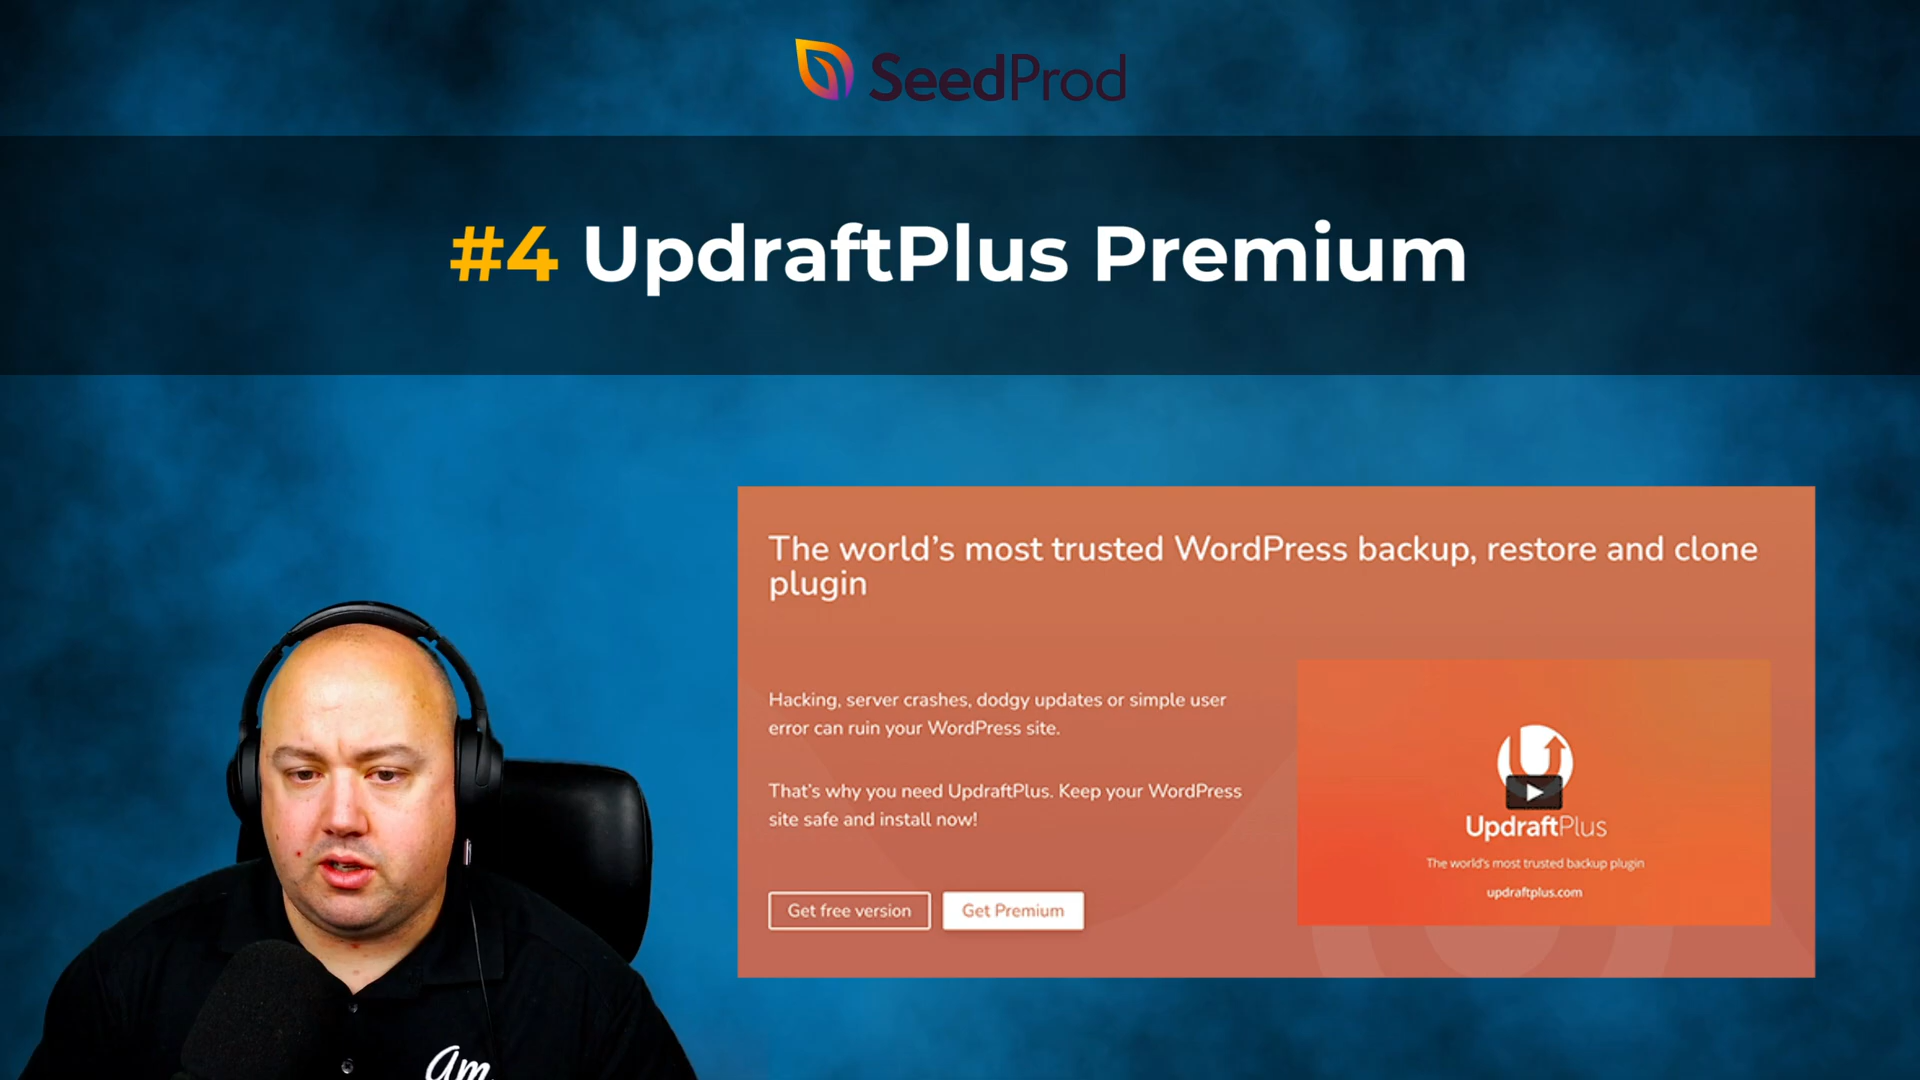 SeedProd
#4 UpdraftPlus Premium
The world’s most trusted WordPress backup, restore and clone
plugin
Hacking, server crashes, dodgy updates or simple user
error can ruin your WordPress site.
That’s why you need UpdraftPlus. Keep your WordPress
site safe and install now!
Get free version
Get Premium
UpdraftPlus
The world's most trusted backup plugin
updraftplus.com
am